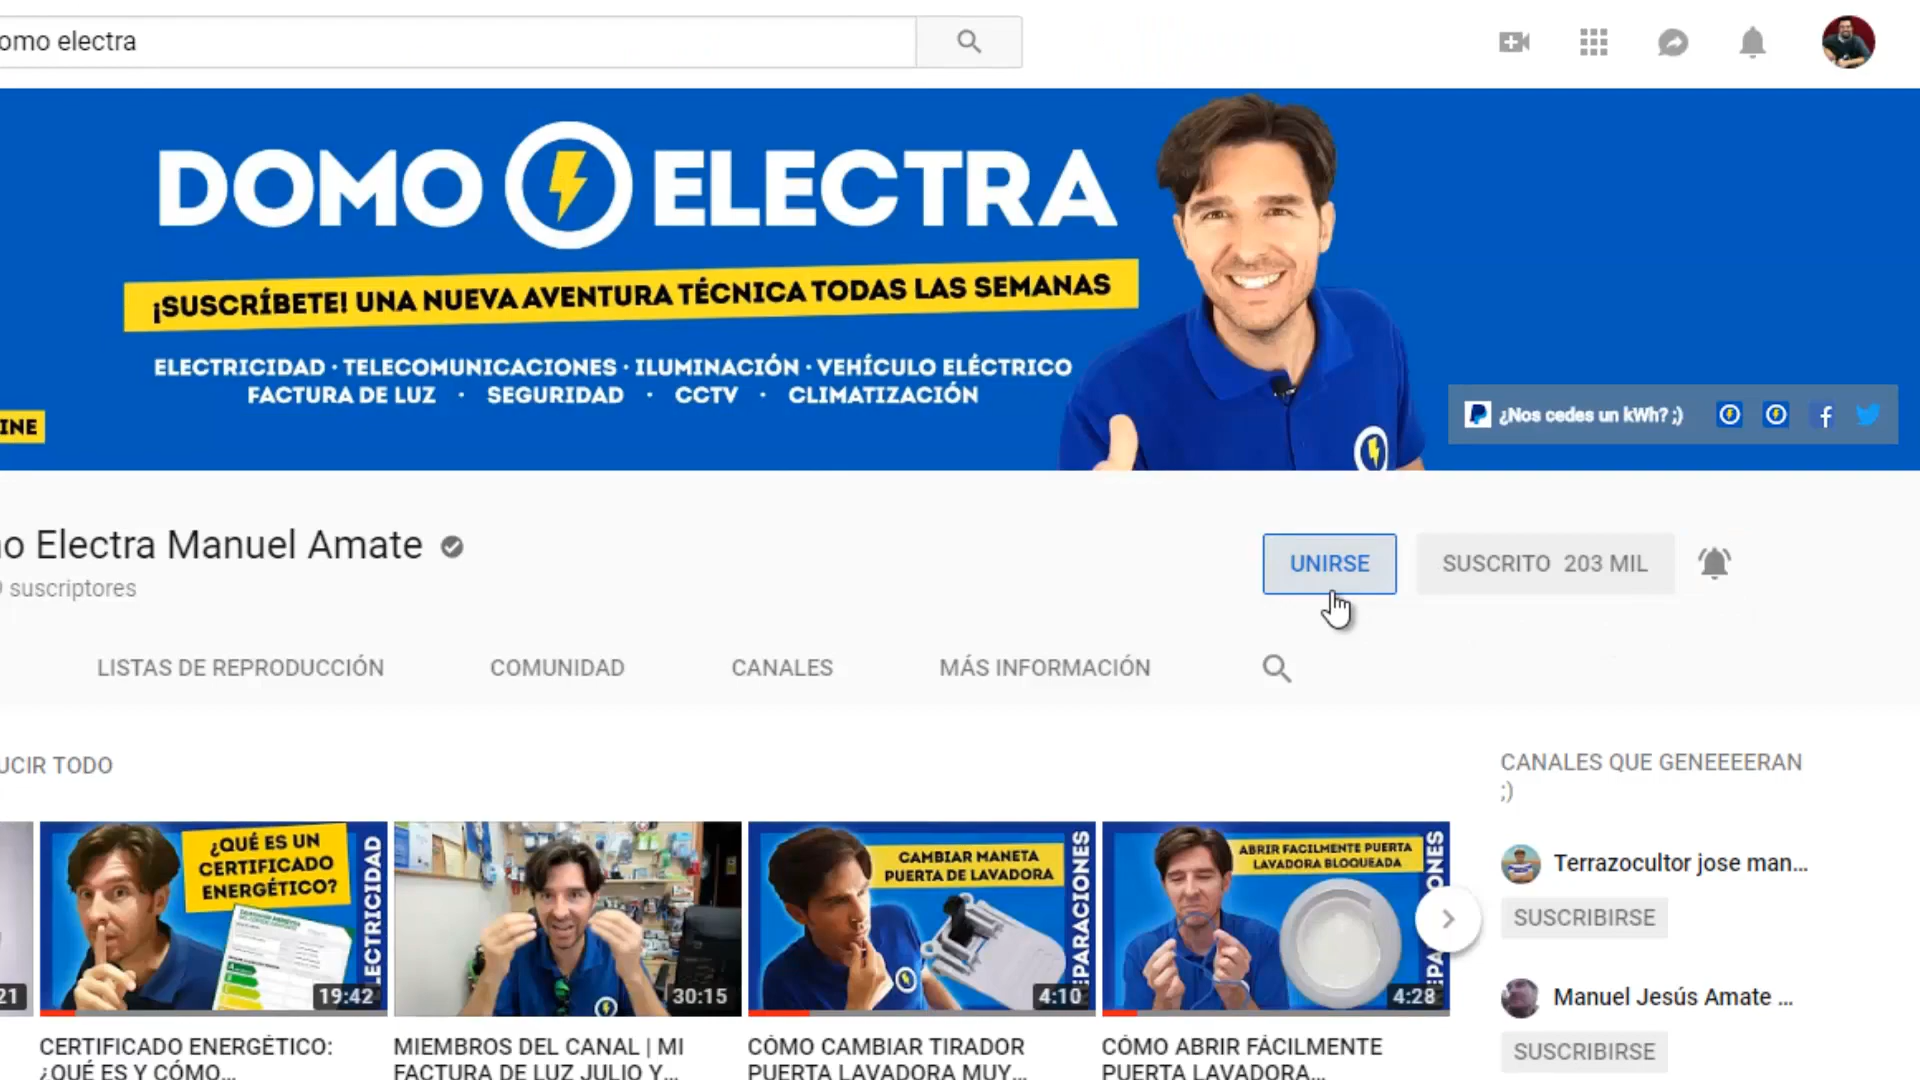 omo electra
DOMO ELECTRA
¡SUSCRÍBETE! UNA NUEVA AVENTURA TÉCNICA TODAS LAS SEMANAS
ELECTRICIDAD · TELECOMUNICACIONES · ILUMINACIÓN · VEHÍCULO ELÉCTRICO
FACTURA DE LUZ · SEGURIDAD · CCTV · CLIMATIZACIÓN
INE
¿Nos cedes un kWh? ;)
o Electra Manuel Amate
suscriptores
UNIRSE
SUSCRITO 203 MIL
LISTAS DE REPRODUCCIÓN
COMUNIDAD
CANALES
MÁS INFORMACIÓN
UCIR TODO
CANALES QUE GENEEEERAN
;)
21
¿QUÉ ES UN
CERTIFICADO
ENERGÉTICO?
LECTRICIDAD
19:42
30:15
CAMBIAR MANETA
PUERTA DE LAVADORA
EPARACIONES
4:10
ABRIR FACILMENTE PUERTA
LAVADORA BLOQUEADA
4:28
Terrazocultor jose man...
SUSCRIBIRSE
Manuel Jesús Amate ...
SUSCRIBIRSE
CERTIFICADO ENERGÉTICO:
¿QUÉ ES Y CÓMO...
MIEMBROS DEL CANAL | MI
FACTURA DE LUZ JULIO Y...
CÓMO CAMBIAR TIRADOR
PUERTA LAVADORA MUY...
CÓMO ABRIR FÁCILMENTE
PUERTA LAVADORA...